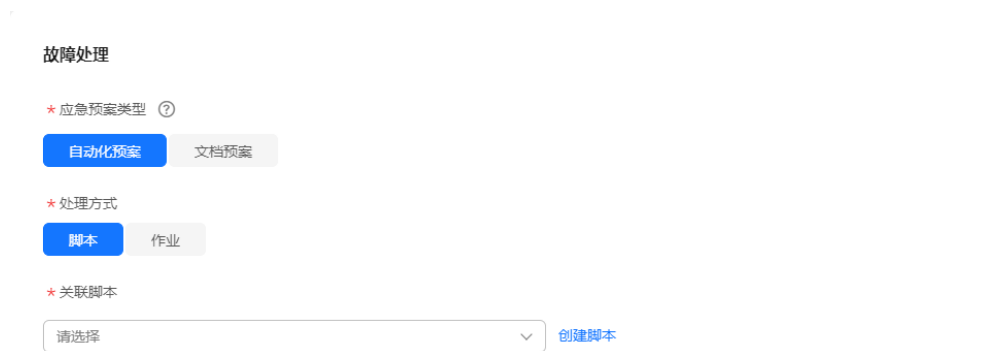 故障处理
* 应急预案类型 ?
自动化预案 文档预案
* 处理方式
脚本 作业
* 关联脚本
请选择 创建脚本